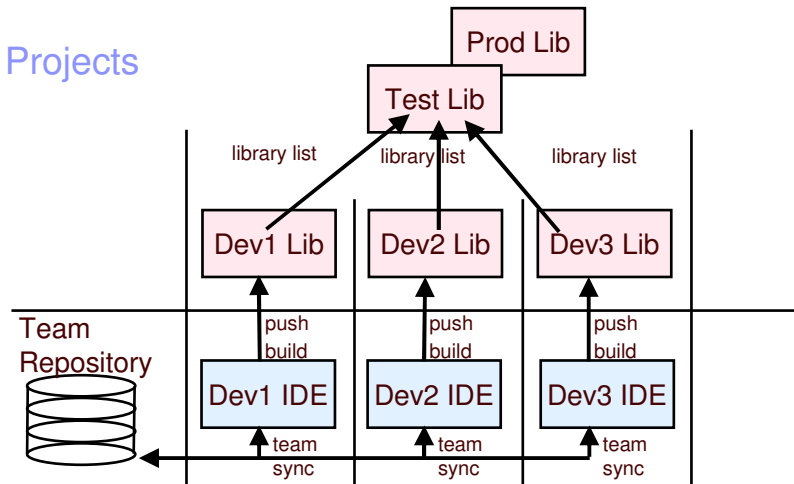 Projects
Prod Lib
Test Lib
library list
library list
library list
Dev1 Lib
Dev2 Lib
Dev3 Lib
Team
Repository
push
build
push
build
push
build
Dev1 IDE
Dev2 IDE
Dev3 IDE
team
sync
team
sync
team
sync